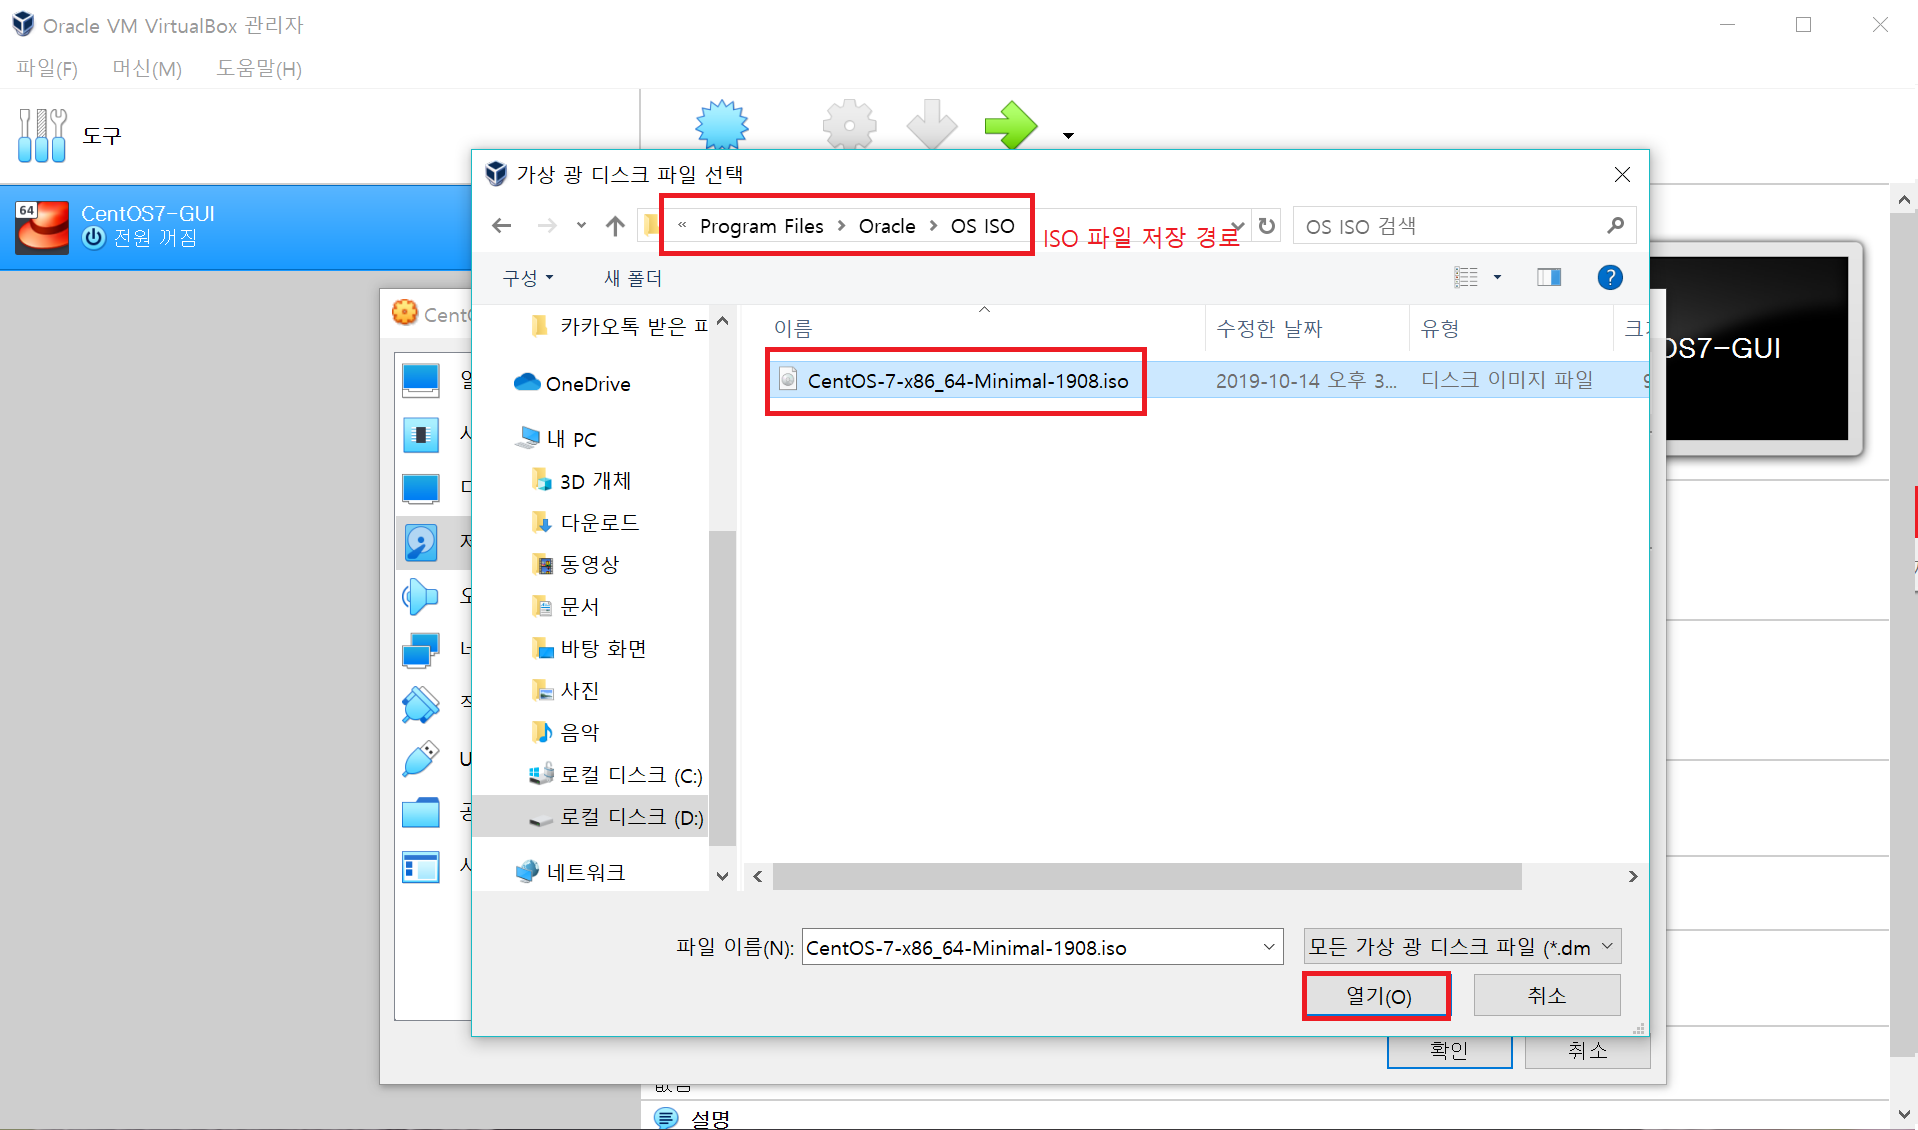 Oracle VM VirtualBox 관리자
파일(F) 머신(M) 도움말(H)
도구
64
CentOS7-GUI
전원 꺼짐
가상 광 디스크 파일 선택
« Program Files > Oracle > OS ISO
ISO 파일 저장 경로
OS ISO 검색
구성 새 폴더
이름 수정한 날짜 유형
CentOS-7-x86_64-Minimal-1908.iso 2019-10-14 오후 3... 디스크 이미지 파일
카카오톡 받은
OneDrive
내 PC
3D 개체
다운로드
동영상
문서
바탕 화면
사진
음악
로컬 디스크 (C:)
로컬 디스크 (D:)
네트워크
파일 이름(N): CentOS-7-x86_64-Minimal-1908.iso 모든 가상 광 디스크 파일 (*.dm
열기(O) 취소
확인 취소
OS7-GUI
없음
설명